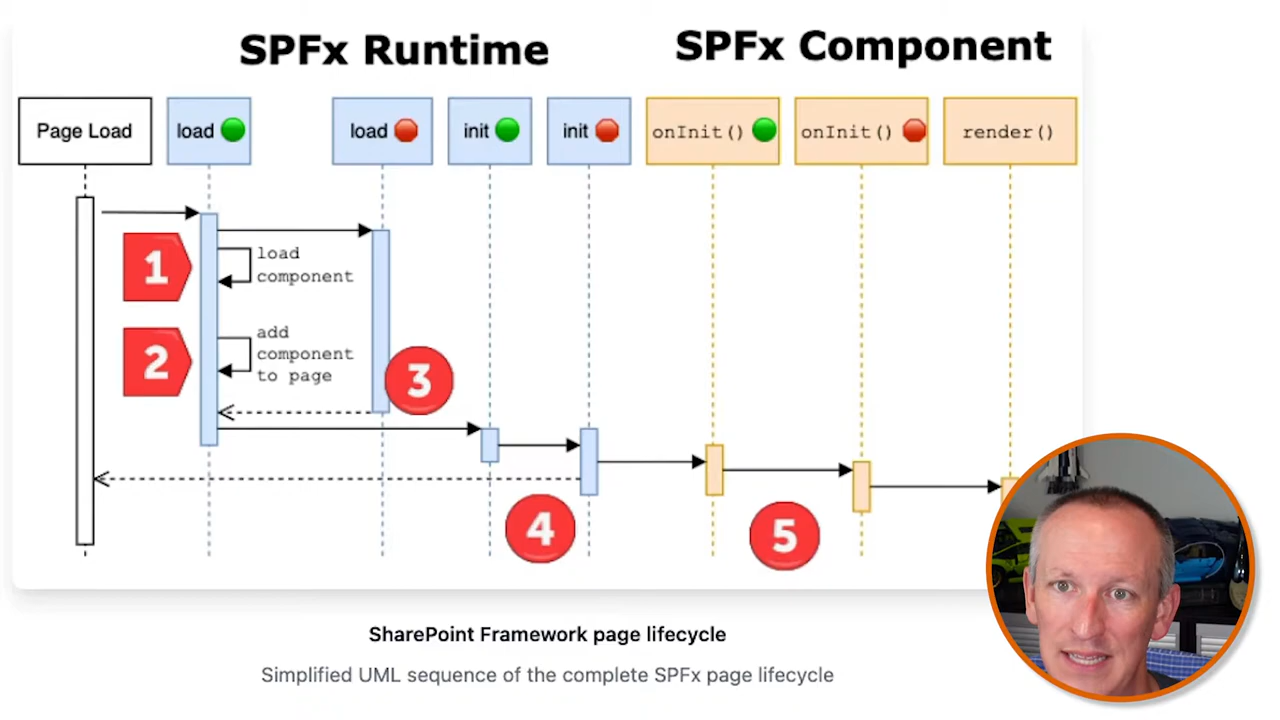 SPFx Runtime
SPFx Component
Page Load
load
load
init
init
onInit()
onInit()
render()
1
load
component
2
add
component
to page
3
4
5
SharePoint Framework page lifecycle
Simplified UML sequence of the complete SPFx page lifecycle